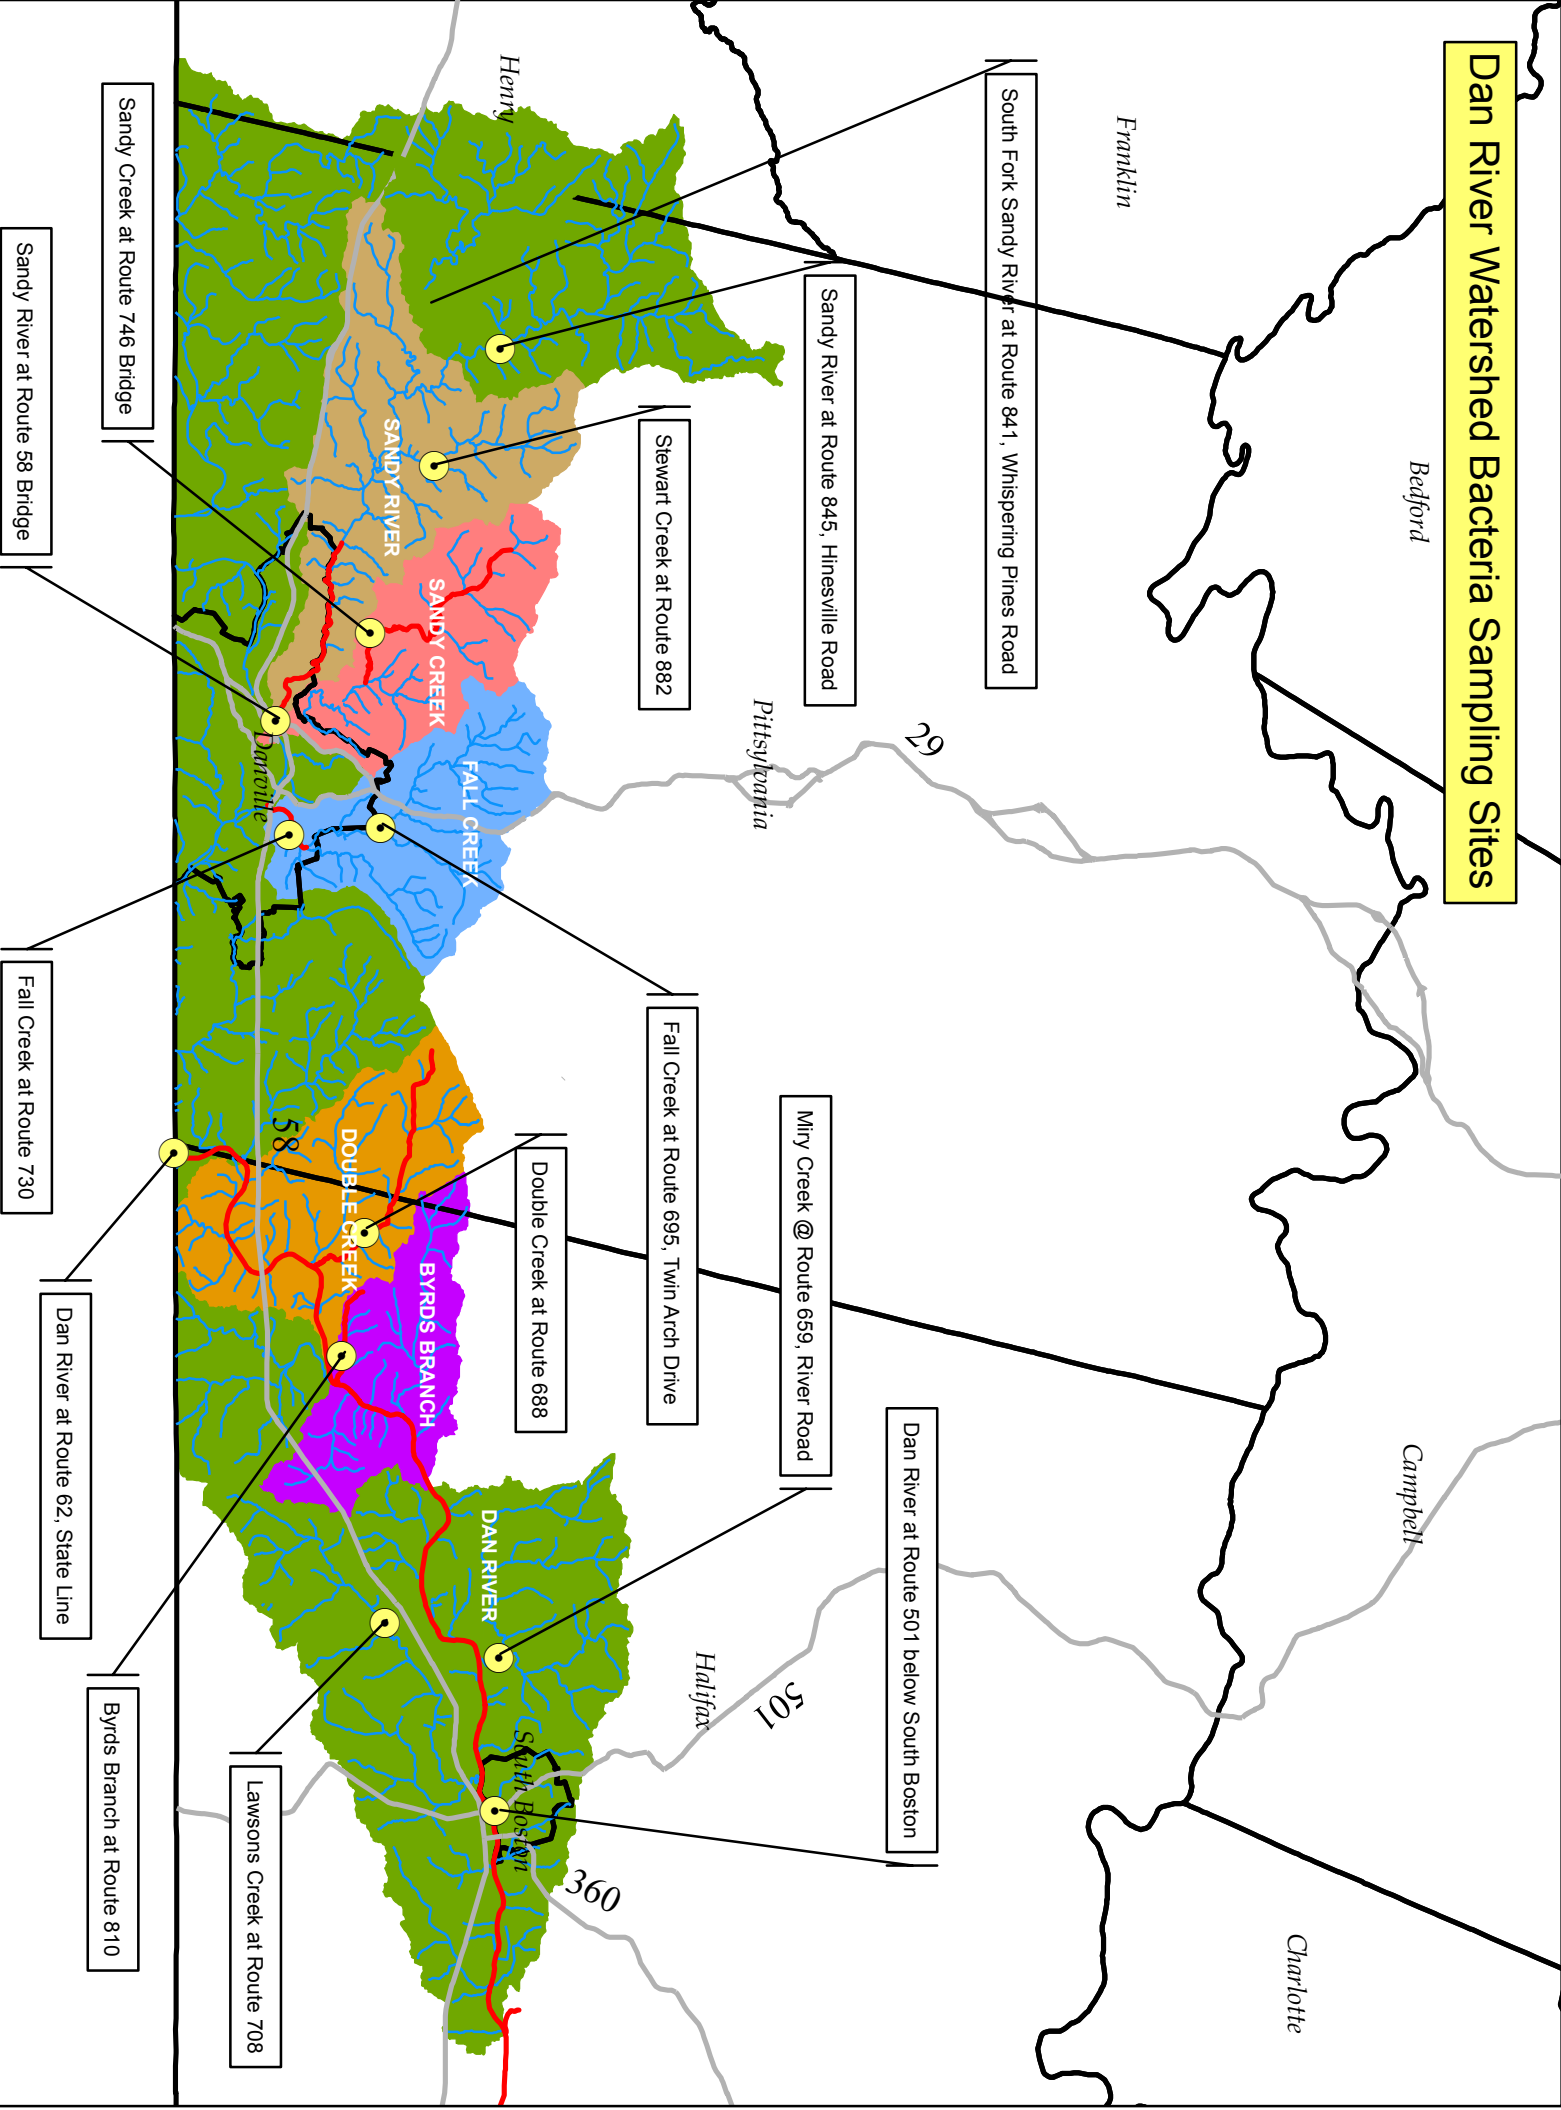 Dan River Watershed Bacteria Sampling Sites
Bedford
Campbell
Charlotte
Franklin
South Fork Sandy River at Route 841, Whispering Pines Road
29
Dan River at Route 501 below South Boston
Sandy River at Route 845, Hinesville Road
Miry Creek @ Route 659, River Road
Pittsylvania
501
Halifax
Stewart Creek at Route 882
Fall Creek at Route 695, Twin Arch Drive
360
Henry
Double Creek at Route 688
South Boston
DAN RIVER
FALL CREEK
SANDY CREEK
BYRDS BRANCH
SANDY RIVER
DOUBLE CREEK
58
Danville
Lawsons Creek at Route 708
Sandy Creek at Route 746 Bridge
Byrds Branch at Route 810
Dan River at Route 62, State Line
Sandy River at Route 58 Bridge
Fall Creek at Route 730